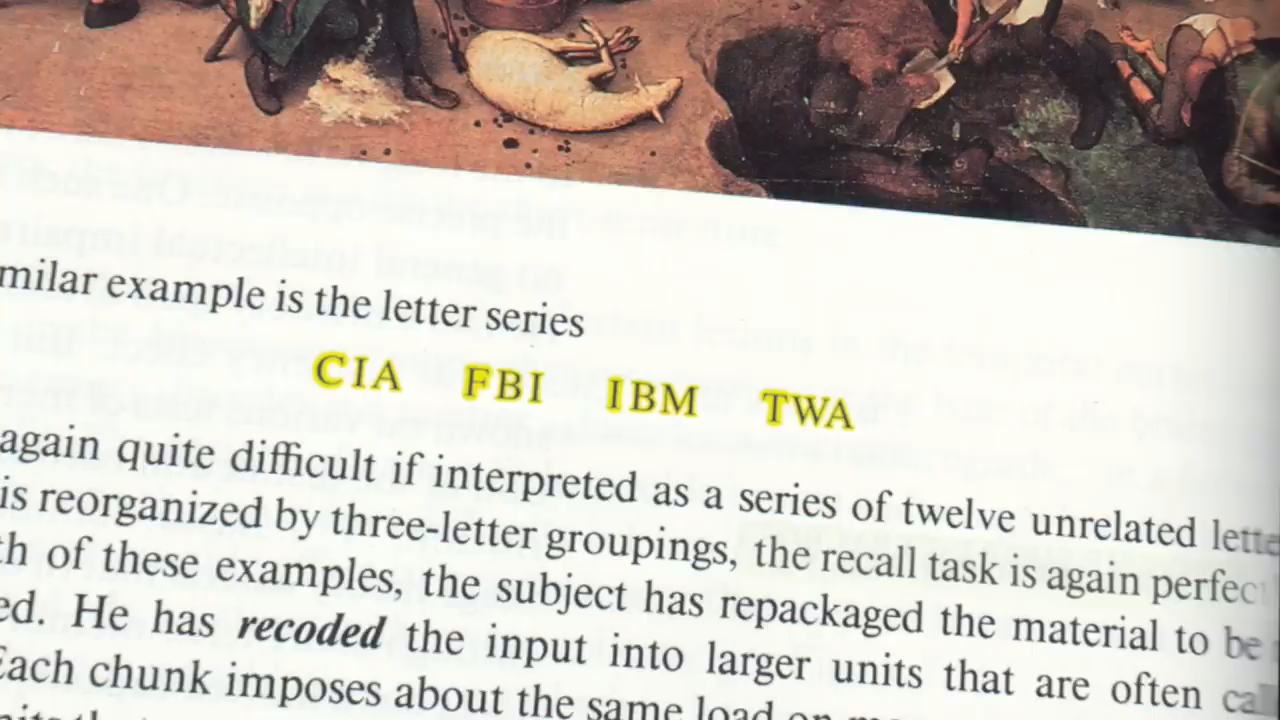 milar example is the letter series
CIA FBI IBM TWA
again quite difficult if interpreted as a series of twelve unrelated lette
is reorganized by three-letter groupings, the recall task is again perfect
th of these examples, the subject has repackaged the material to be
ed. He has recoded the input into larger units that are often cal
Each chunk imposes about the same load on